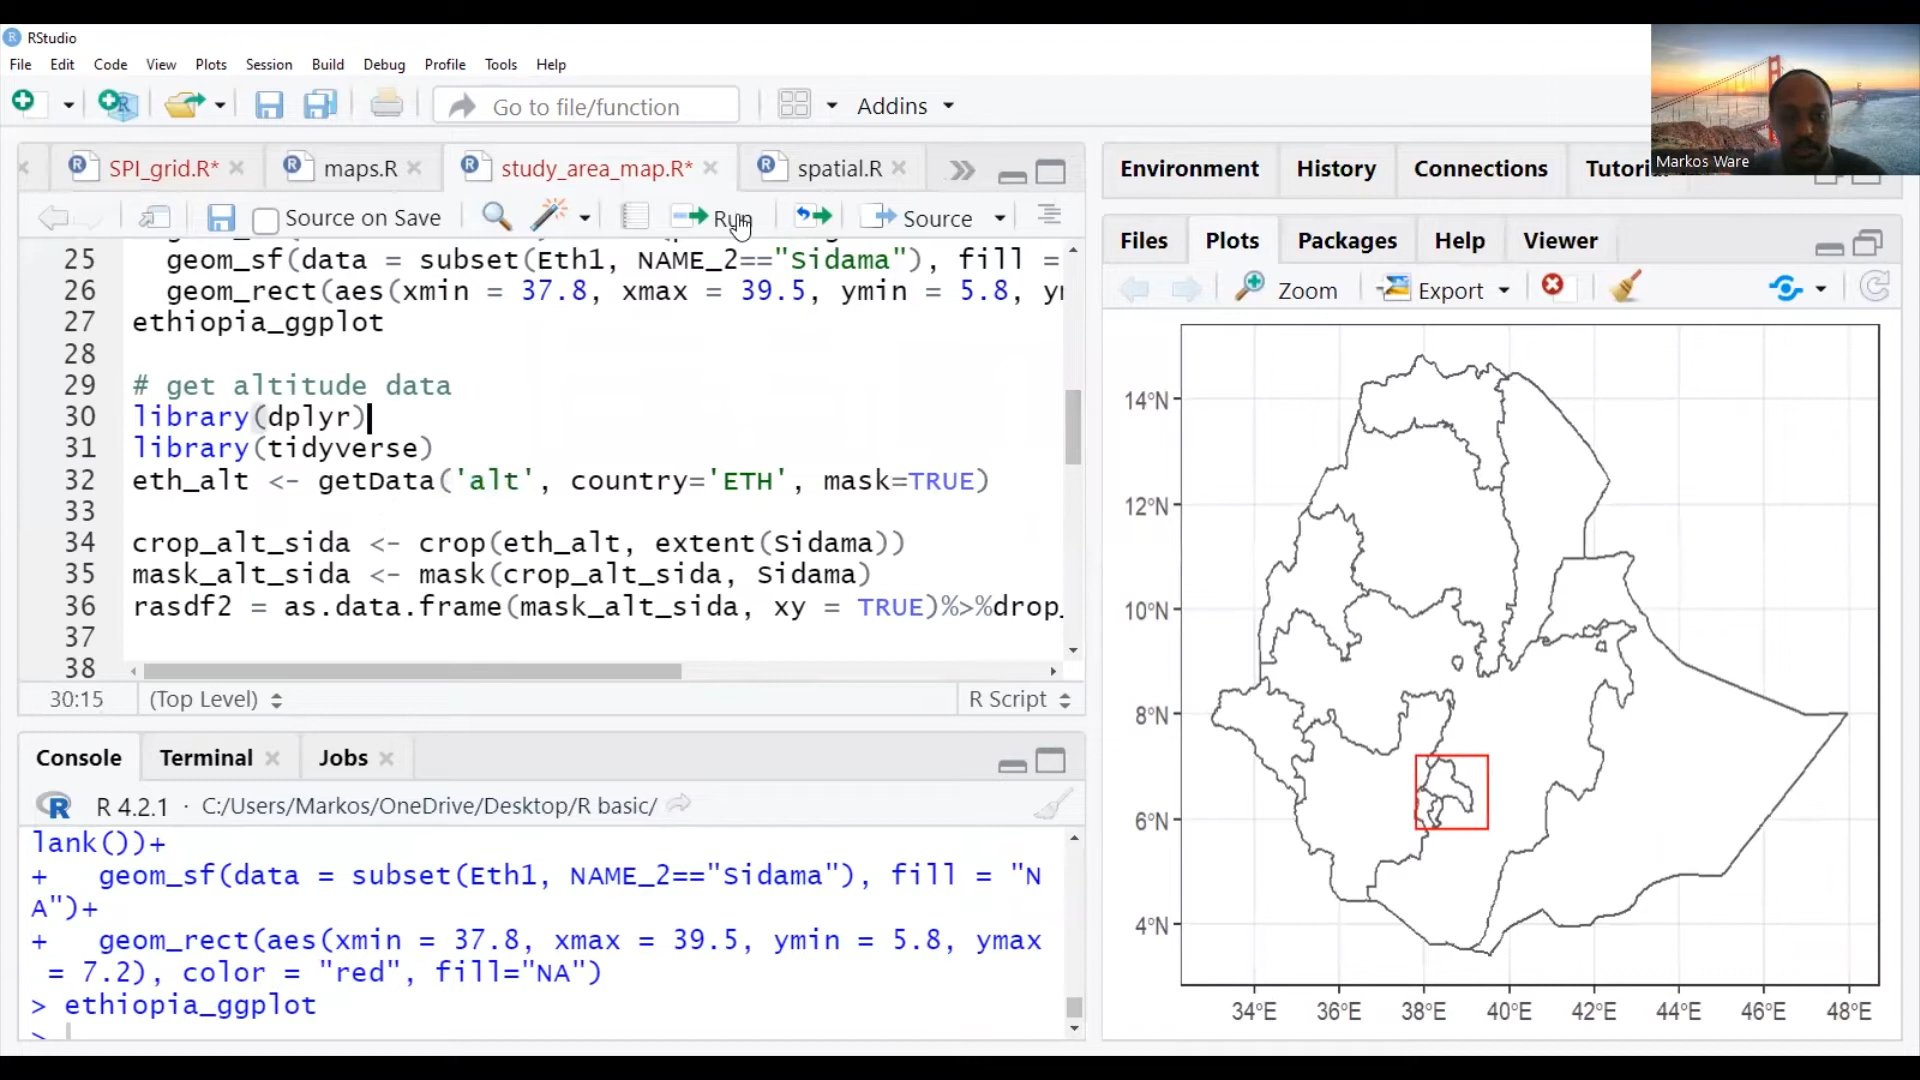 RStudio
File Edit Code View Plots Session Build Debug Profile Tools Help
Go to file/function
Addins
Markos Ware
SPI_grid.R*
maps.R
study_area_map.R*
spatial.R
Source on Save
Run
Source
25 geom_sf(data = subset(Eth1, NAME_2=="Sidama"), fill =
26 geom_rect(aes(xmin = 37.8, xmax = 39.5, ymin = 5.8, y
27 ethiopia_ggplot
28
29 # get altitude data
30 library(dplyr)
31 library(tidyverse)
32 eth_alt <- getData('alt', country='ETH', mask=TRUE)
33
34 crop_alt_sida <- crop(eth_alt, extent(Sidama))
35 mask_alt_sida <- mask(crop_alt_sida, Sidama)
36 rasdf2 = as.data.frame(mask_alt_sida, xy = TRUE)%>%drop_
37
38
30:15
(Top Level)
R Script
Console
Terminal
Jobs
R 4.2.1 · C:/Users/Markos/OneDrive/Desktop/R basic/
lank())+
+ geom_sf(data = subset(Eth1, NAME_2=="Sidama"), fill = "N
A")+
+ geom_rect(aes(xmin = 37.8, xmax = 39.5, ymin = 5.8, ymax
= 7.2), color = "red", fill="NA")
> ethiopia_ggplot
>
Environment
History
Connections
Tutori
Files
Plots
Packages
Help
Viewer
Zoom
Export
14°N
12°N
10°N
8°N
6°N
4°N
34°E 36°E 38°E 40°E 42°E 44°E 46°E 48°E